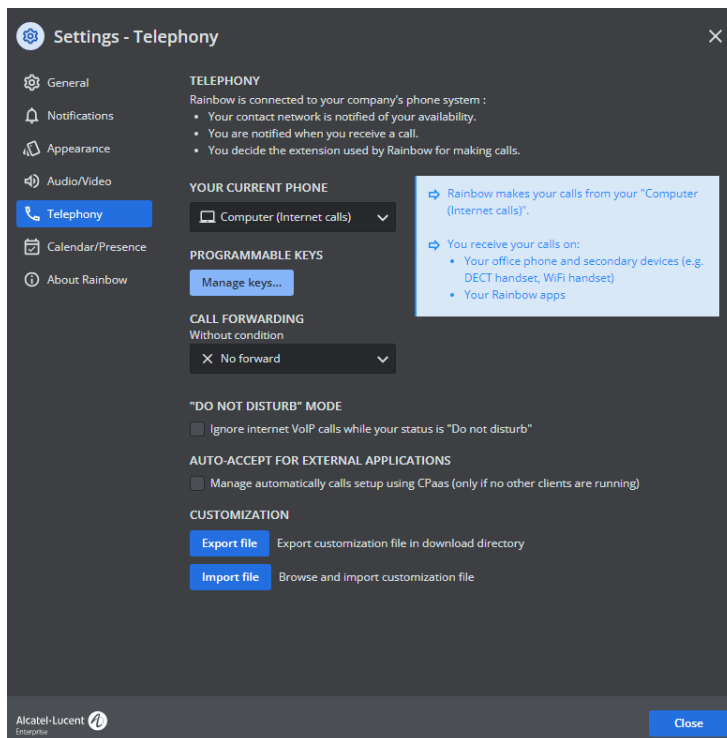 Settings - Telephony
General
Notifications
Appearance
Audio/Video
Telephony
Calendar/Presence
About Rainbow
TELEPHONY
Rainbow is connected to your company's phone system :
• Your contact network is notified of your availability.
• You are notified when you receive a call.
• You decide the extension used by Rainbow for making calls.
YOUR CURRENT PHONE
Computer (Internet calls)
PROGRAMMABLE KEYS
Manage keys...
CALL FORWARDING
Without condition
No forward
Rainbow makes your calls from your "Computer
(Internet calls)".
You receive your calls on:
• Your office phone and secondary devices (e.g.
DECT handset, WiFi handset)
• Your Rainbow apps
"DO NOT DISTURB" MODE
Ignore internet VoIP calls while your status is "Do not disturb"
AUTO-ACCEPT FOR EXTERNAL APPLICATIONS
Manage automatically calls setup using CPaas (only if no other clients are running)
CUSTOMIZATION
Export file Export customization file in download directory
Import file Browse and import customization file
Alcatel·Lucent
Enterprise
Close